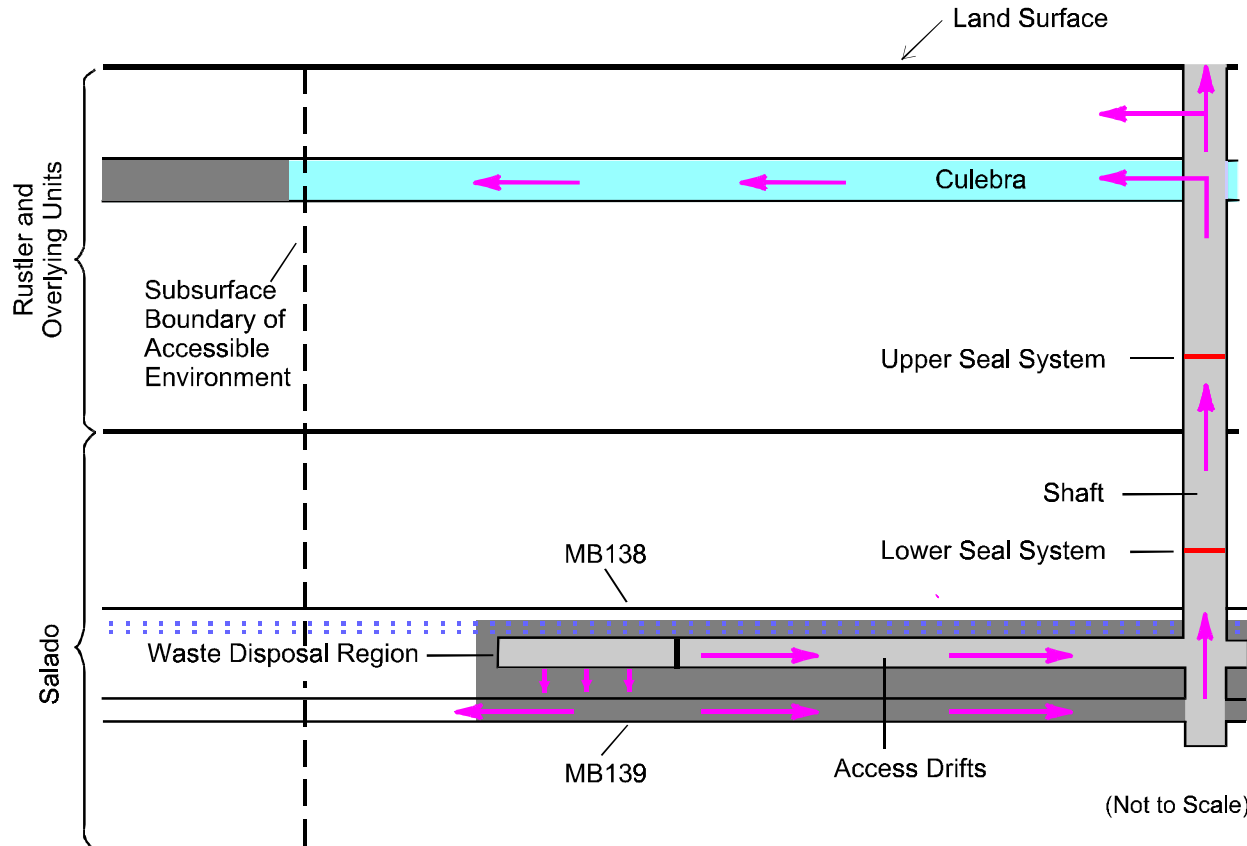 Land Surface
Culebra
Rustler and
Overlying Units
Subsurface
Boundary of
Accessible
Environment
Upper Seal System
Shaft
Lower Seal System
MB138
Salado
Waste Disposal Region
MB139
Access Drifts
(Not to Scale)